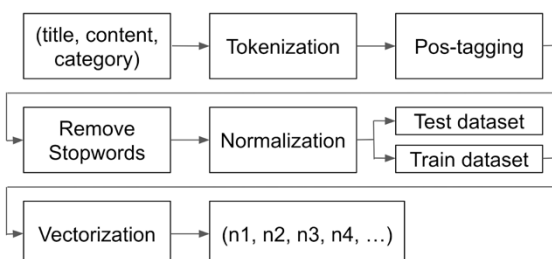 (title, content,
category)
Tokenization
Pos-tagging
Remove
Stopwords
Normalization
Test dataset
Train dataset
Vectorization
(n1, n2, n3, n4, ...)